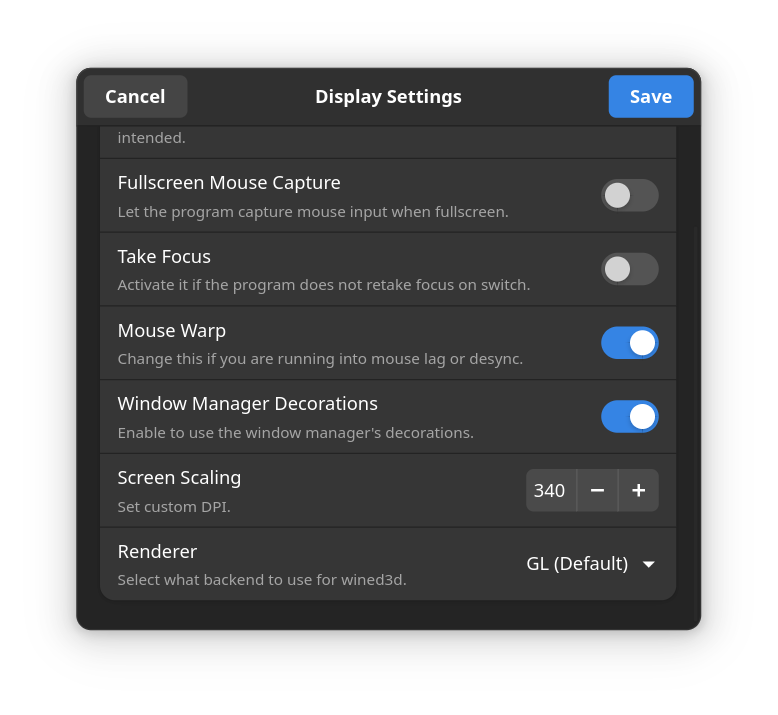 Cancel
Display Settings
Save
intended.
Fullscreen Mouse Capture
Let the program capture mouse input when fullscreen.
Take Focus
Activate it if the program does not retake focus on switch.
Mouse Warp
Change this if you are running into mouse lag or desync.
Window Manager Decorations
Enable to use the window manager's decorations.
Screen Scaling
Set custom DPI.
340
Renderer
Select what backend to use for wined3d.
GL (Default)